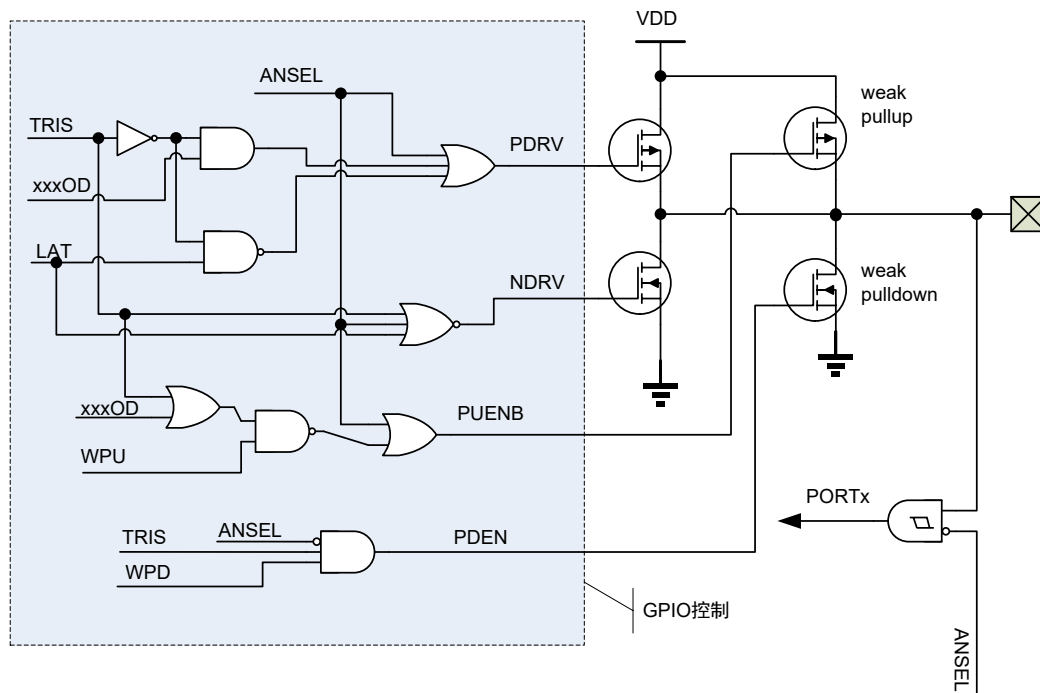 VDD
ANSEL
weak
pullup
TRIS
PDRV
xxxOD
LAT
weak
pulldown
NDRV
xxxOD
PUENB
WPU
PORTx
ANSEL
TRIS
PDEN
WPD
GPIO控制
ANSEL